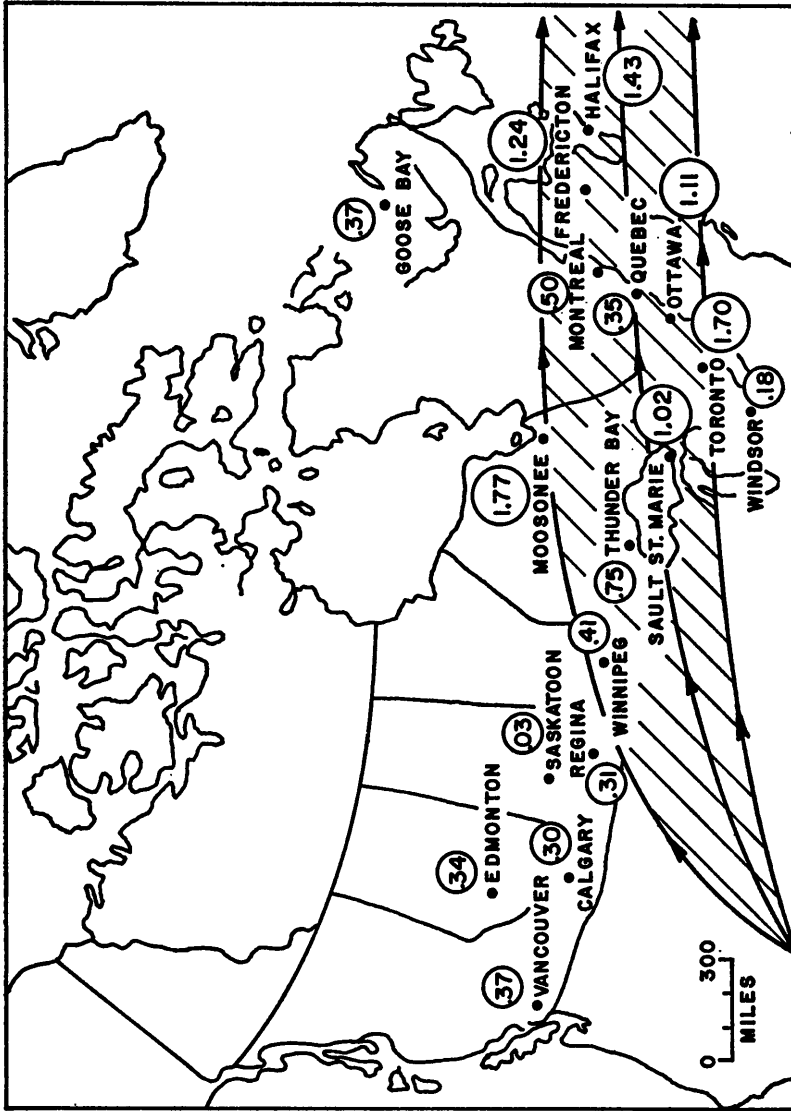 .37
GOOSE BAY
1.24
FREDERICTON
HALIFAX
1.43
.50
MONTREAL
QUEBEC
.35
OTTAWA
1.11
1.70
TORONTO
.18
WINDSOR
1.77
MOOSONEE
1.02
THUNDER BAY
.75
SAULT ST. MARIE
.41
WINNIPEG
.03
SASKATOON
REGINA
.31
.34
EDMONTON
.30
CALGARY
.37
VANCOUVER
0 300
MILES